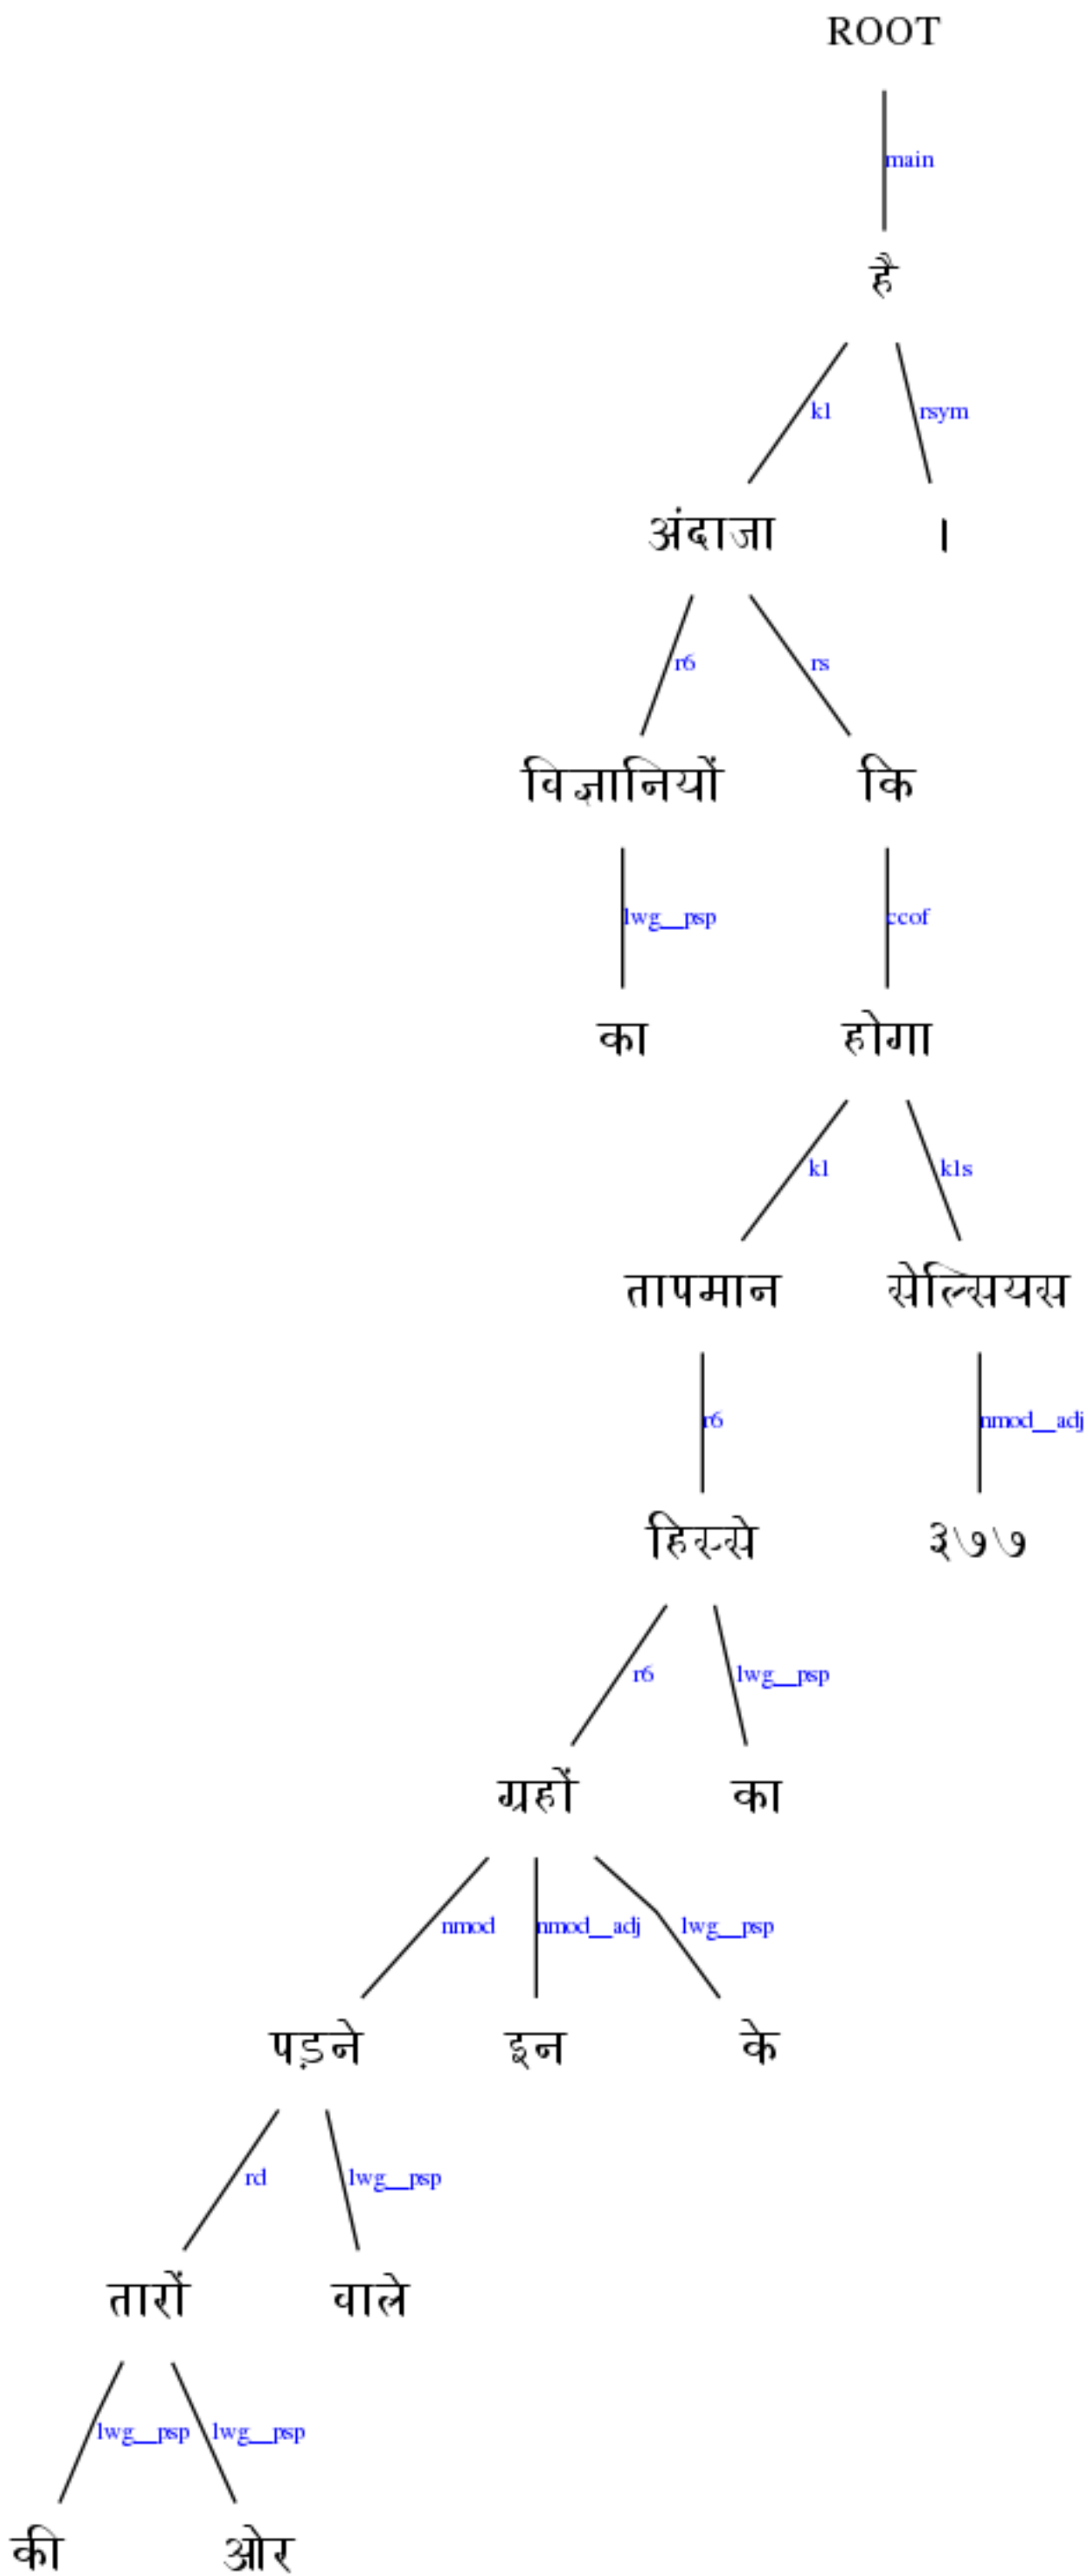 ROOT
main
है
k1 rsym
अंदाजा ।
r6 rs
विज्ञानियों कि
lwg__psp ccof
का होगा
k1 k1s
तापमान सेल्सियस
r6 nmod__adj
हिस्से ३७७
r6 lwg__psp
ग्रहों का
nmod nmod__adj lwg__psp
पड़ने इन के
rd lwg__psp
तारों वाले
lwg__psp lwg__psp
की ओर